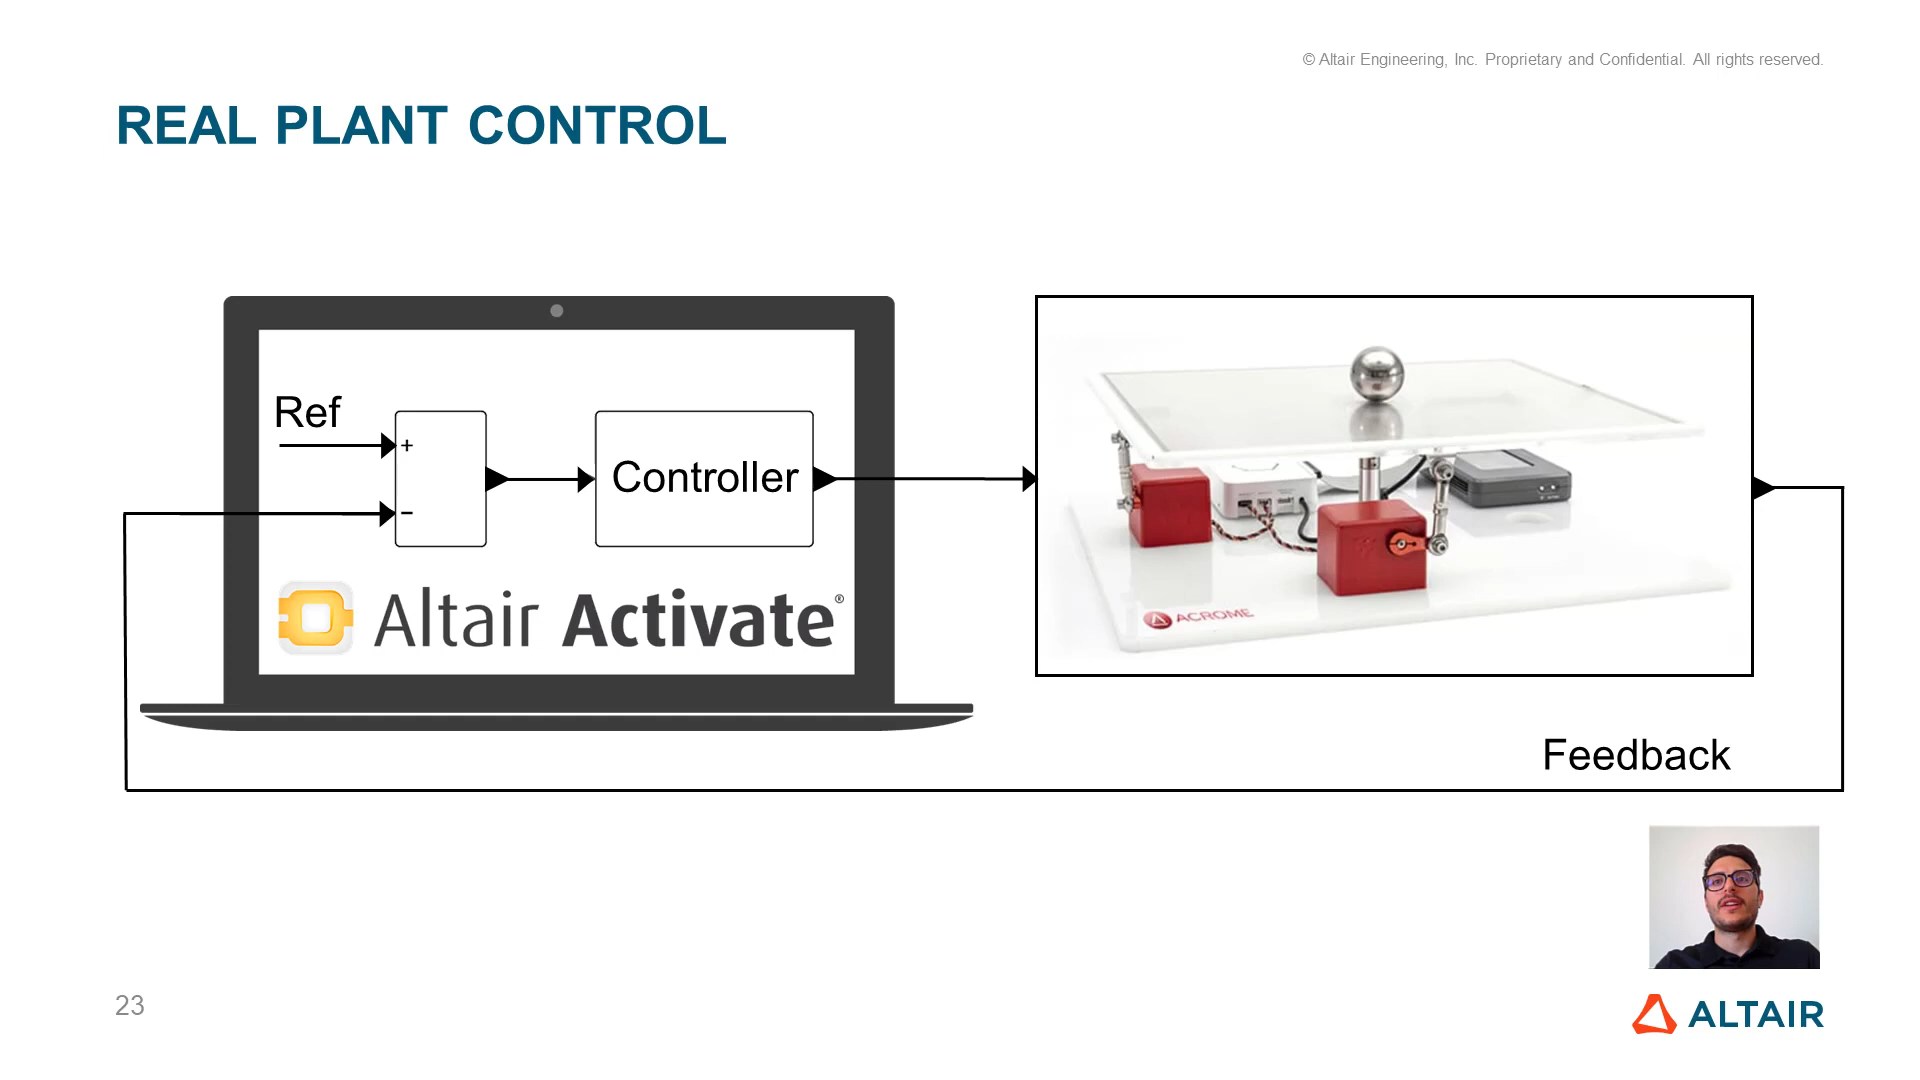 © Altair Engineering, Inc. Proprietary and Confidential. All rights reserved.
REAL PLANT CONTROL
Ref
+
Controller
−
Altair Activate®
ACROME
Feedback
23
ALTAIR